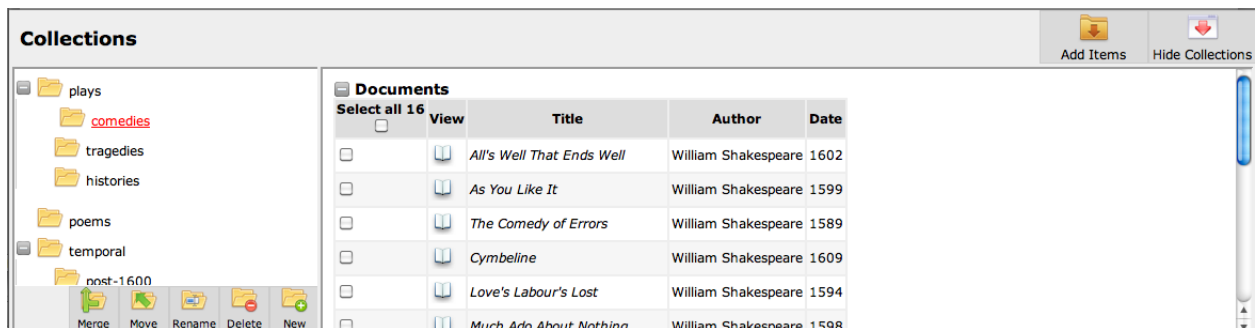 Collections
Add Items
Hide Collections
plays
comedies
tragedies
histories
poems
temporal
post-1600
Merge Move Rename Delete New
Documents
Select all 16 View Title Author Date
All's Well That Ends Well William Shakespeare 1602
As You Like It William Shakespeare 1599
The Comedy of Errors William Shakespeare 1589
Cymbeline William Shakespeare 1609
Love's Labour's Lost William Shakespeare 1594
Much Ado About Nothing William Shakespeare 1598